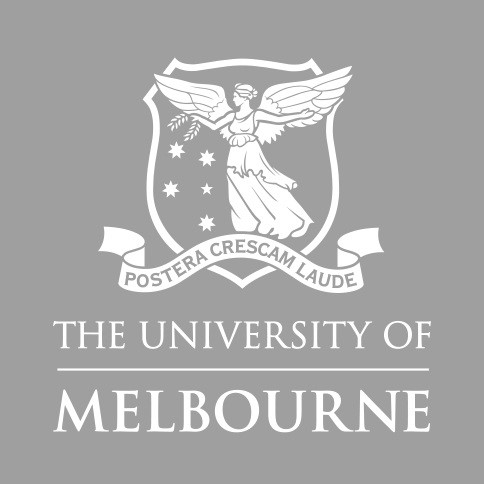 POSTERA CRESCAM LAUDE
THE UNIVERSITY OF
MELBOURNE